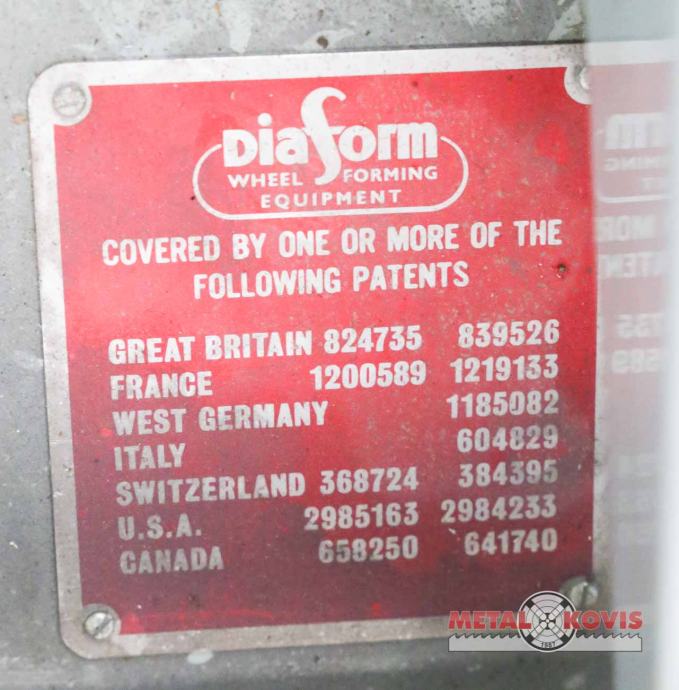 Diaform
WHEEL FORMING
EQUIPMENT
COVERED BY ONE OR MORE OF THE
FOLLOWING PATENTS
GREAT BRITAIN 824735 839526
FRANCE 1200589 1219133
WEST GERMANY 1185082
ITALY 604829
SWITZERLAND 368724 384395
U.S.A. 2985163 2984233
CANADA 658250 641740
METAL KOVIS
1987